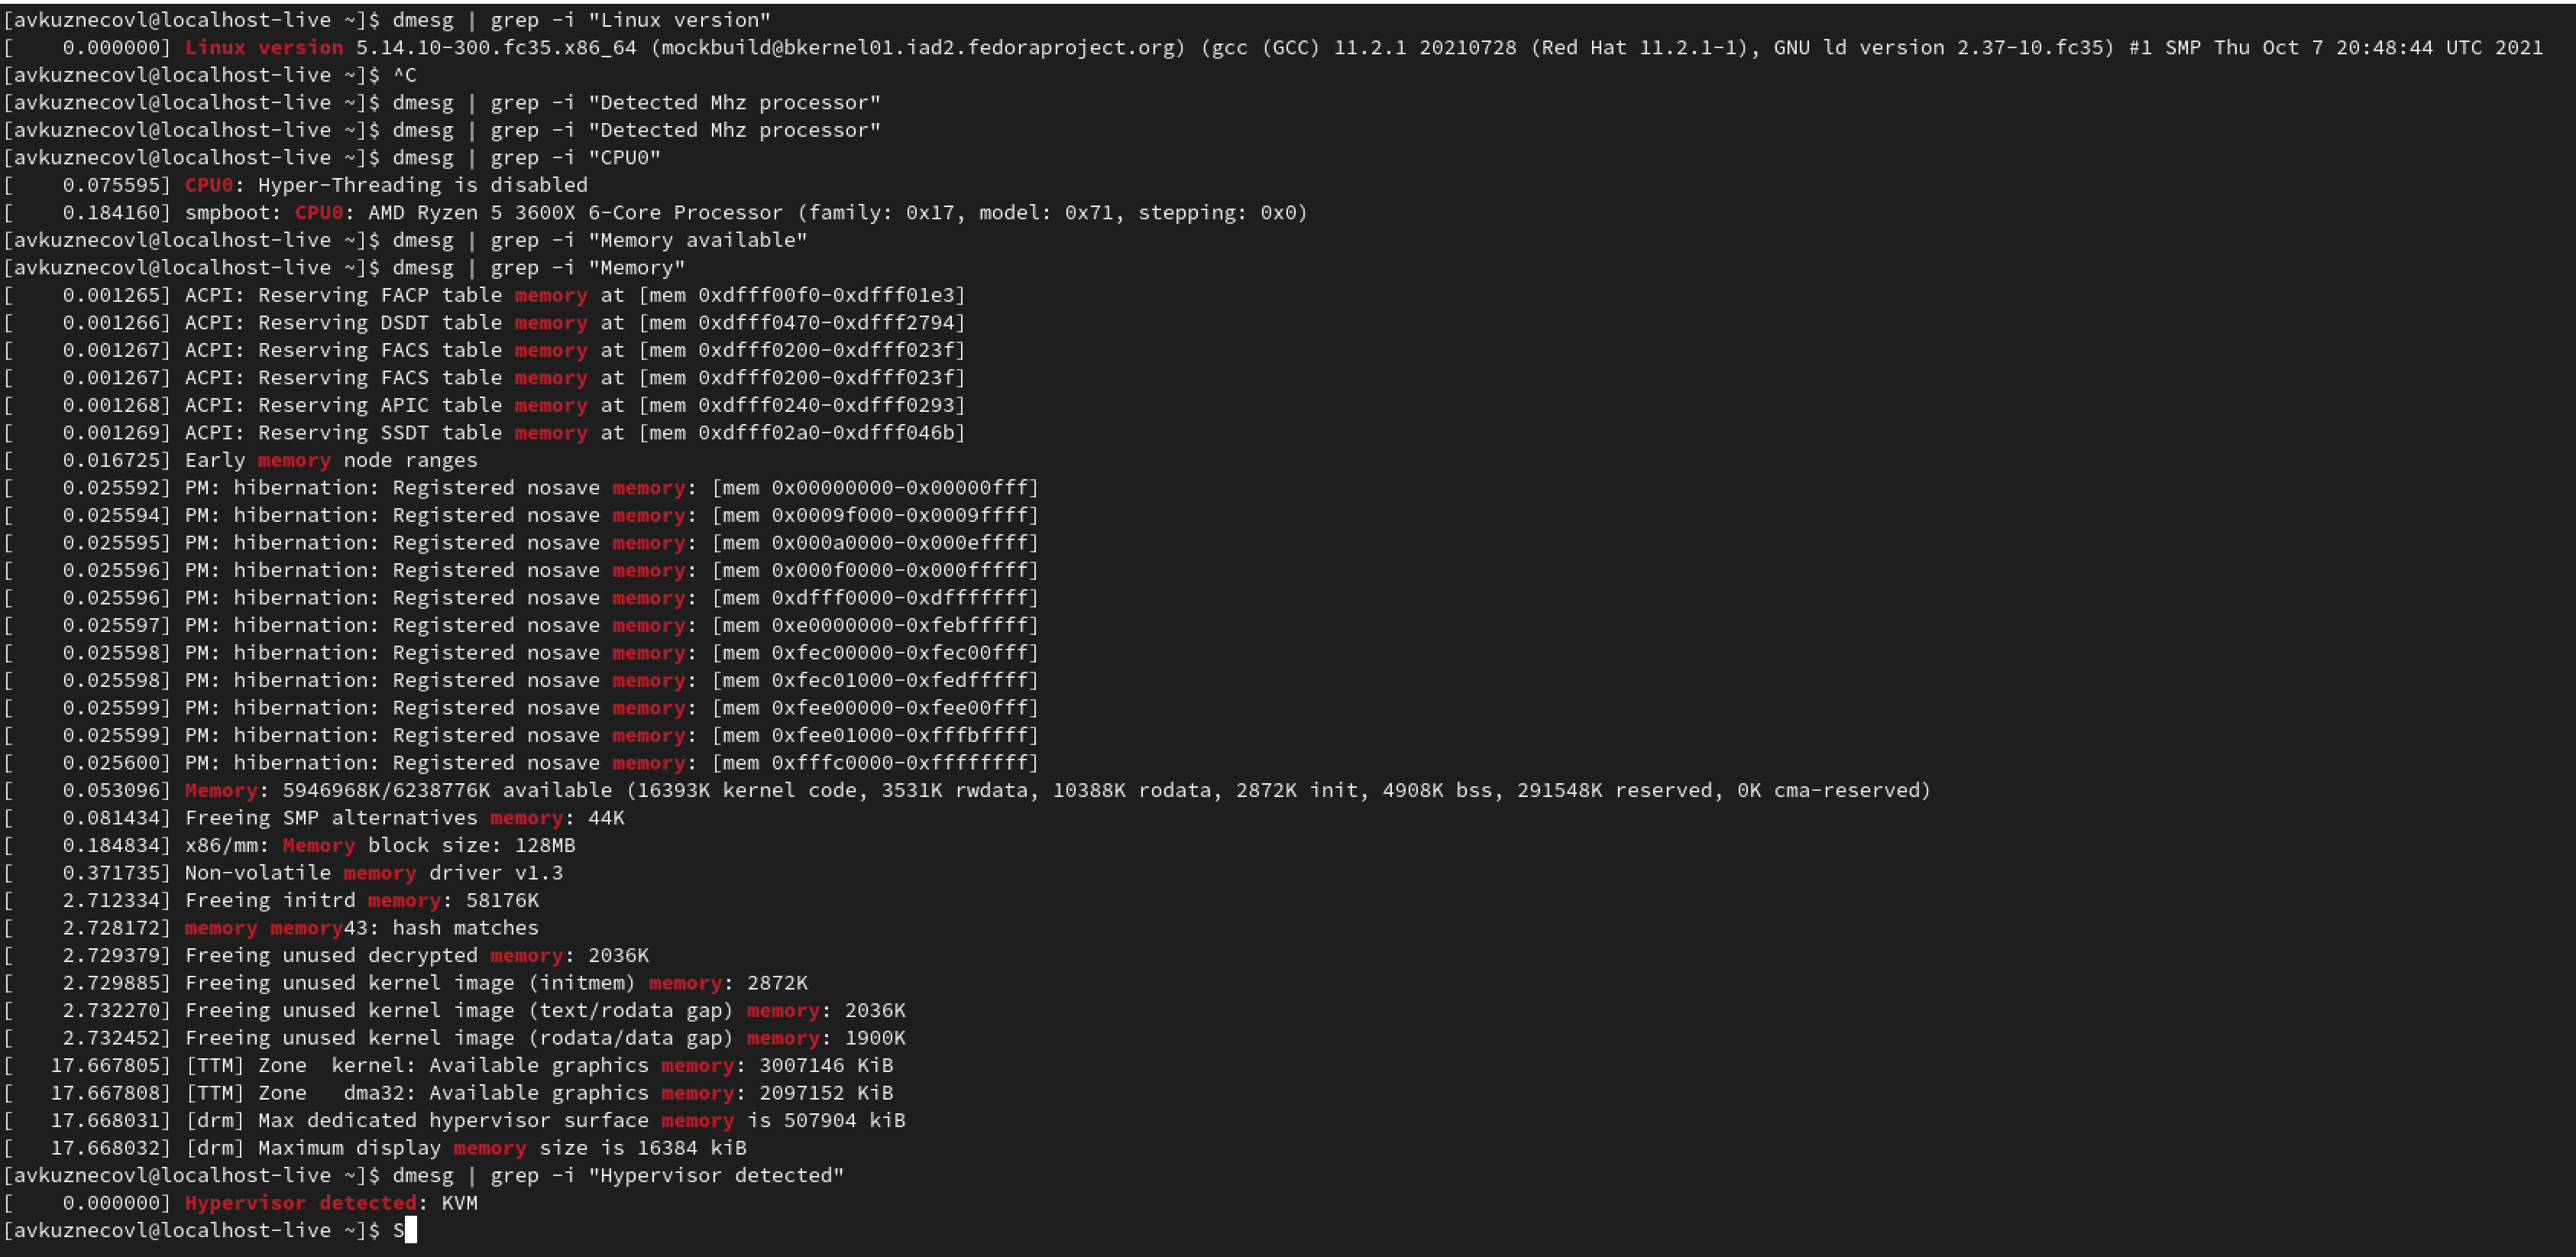 [avkuznecovl@localhost-live ~]$ dmesg | grep -i "Linux version"
[    0.000000] Linux version 5.14.10-300.fc35.x86_64 (mockbuild@bkernel01.iad2.fedoraproject.org) (gcc (GCC) 11.2.1 20210728 (Red Hat 11.2.1-1), GNU ld version 2.37-10.fc35) #1 SMP Thu Oct 7 20:48:44 UTC 2021
[avkuznecovl@localhost-live ~]$ ^C
[avkuznecovl@localhost-live ~]$ dmesg | grep -i "Detected Mhz processor"
[avkuznecovl@localhost-live ~]$ dmesg | grep -i "Detected Mhz processor"
[avkuznecovl@localhost-live ~]$ dmesg | grep -i "CPU0"
[    0.075595] CPU0: Hyper-Threading is disabled
[    0.184160] smpboot: CPU0: AMD Ryzen 5 3600X 6-Core Processor (family: 0x17, model: 0x71, stepping: 0x0)
[avkuznecovl@localhost-live ~]$ dmesg | grep -i "Memory available"
[avkuznecovl@localhost-live ~]$ dmesg | grep -i "Memory"
[    0.001265] ACPI: Reserving FACP table memory at [mem 0xdfff00f0-0xdfff01e3]
[    0.001266] ACPI: Reserving DSDT table memory at [mem 0xdfff0470-0xdfff2794]
[    0.001267] ACPI: Reserving FACS table memory at [mem 0xdfff0200-0xdfff023f]
[    0.001267] ACPI: Reserving FACS table memory at [mem 0xdfff0200-0xdfff023f]
[    0.001268] ACPI: Reserving APIC table memory at [mem 0xdfff0240-0xdfff0293]
[    0.001269] ACPI: Reserving SSDT table memory at [mem 0xdfff02a0-0xdfff046b]
[    0.016725] Early memory node ranges
[    0.025592] PM: hibernation: Registered nosave memory: [mem 0x00000000-0x00000fff]
[    0.025594] PM: hibernation: Registered nosave memory: [mem 0x0009f000-0x0009ffff]
[    0.025595] PM: hibernation: Registered nosave memory: [mem 0x000a0000-0x000effff]
[    0.025596] PM: hibernation: Registered nosave memory: [mem 0x000f0000-0x000fffff]
[    0.025596] PM: hibernation: Registered nosave memory: [mem 0xdfff0000-0xdfffffff]
[    0.025597] PM: hibernation: Registered nosave memory: [mem 0xe0000000-0xfebfffff]
[    0.025598] PM: hibernation: Registered nosave memory: [mem 0xfec00000-0xfec00fff]
[    0.025598] PM: hibernation: Registered nosave memory: [mem 0xfec01000-0xfedfffff]
[    0.025599] PM: hibernation: Registered nosave memory: [mem 0xfee00000-0xfee00fff]
[    0.025599] PM: hibernation: Registered nosave memory: [mem 0xfee01000-0xfffbffff]
[    0.025600] PM: hibernation: Registered nosave memory: [mem 0xfffc0000-0xffffffff]
[    0.053096] Memory: 5946968K/6238776K available (16393K kernel code, 3531K rwdata, 10388K rodata, 2872K init, 4908K bss, 291548K reserved, 0K cma-reserved)
[    0.081434] Freeing SMP alternatives memory: 44K
[    0.184834] x86/mm: Memory block size: 128MB
[    0.371735] Non-volatile memory driver v1.3
[    2.712334] Freeing initrd memory: 58176K
[    2.728172] memory memory43: hash matches
[    2.729379] Freeing unused decrypted memory: 2036K
[    2.729885] Freeing unused kernel image (initmem) memory: 2872K
[    2.732270] Freeing unused kernel image (text/rodata gap) memory: 2036K
[    2.732452] Freeing unused kernel image (rodata/data gap) memory: 1900K
[   17.667805] [TTM] Zone  kernel: Available graphics memory: 3007146 KiB
[   17.667808] [TTM] Zone   dma32: Available graphics memory: 2097152 KiB
[   17.668031] [drm] Max dedicated hypervisor surface memory is 507904 kiB
[   17.668032] [drm] Maximum display memory size is 16384 kiB
[avkuznecovl@localhost-live ~]$ dmesg | grep -i "Hypervisor detected"
[    0.000000] Hypervisor detected: KVM
[avkuznecovl@localhost-live ~]$ S